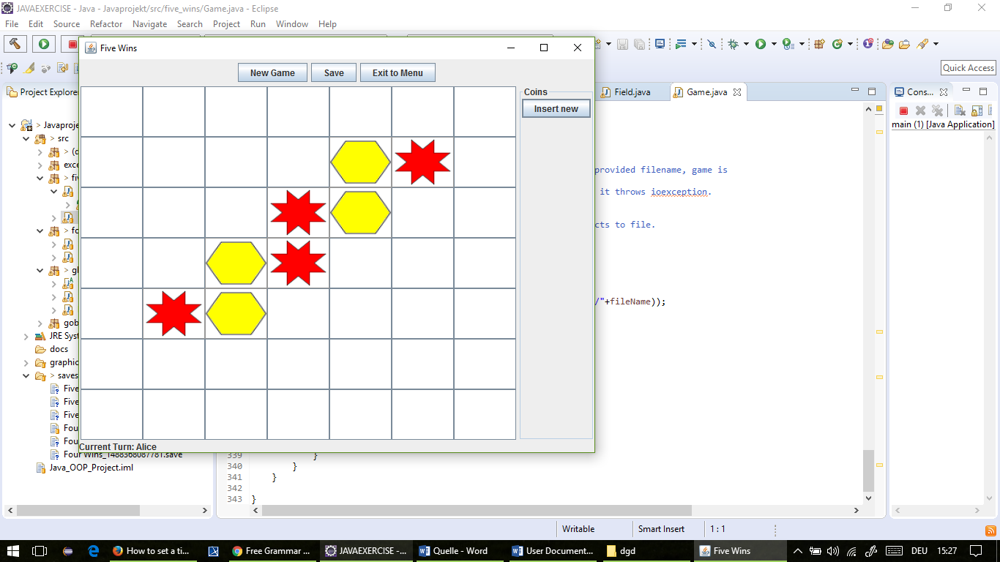 JAVAEXERCISE - Java - Javaprojekt/src/five_wins/Game.java - Eclipse
File Edit Source Refactor Navigate Search Project Run Window Help
Five Wins
New Game Save Exit to Menu
Quick Access
Project Explorer
Coins
Insert new
Field.java
Game.java
Cons...
main (1) [Java Application]
> Javaproje
> src
> (
exce
> fiv
> fo
> gl
gob
JRE Sys
docs
graphic
> saves
Five
Five
Five
Fou
Fou
Four Wins_1488368087781.save
Java_OOP_Project.iml
provided filename, game is
it throws ioexception.
cts to file.
/"+fileName));
Current Turn: Alice
339 }
340 }
341 }
342
343 }
Writable Smart Insert 1 : 1
How to set a ti... Free Grammar ... JAVAEXERCISE -... Quelle - Word User Document... dgd Five Wins DEU 15:27